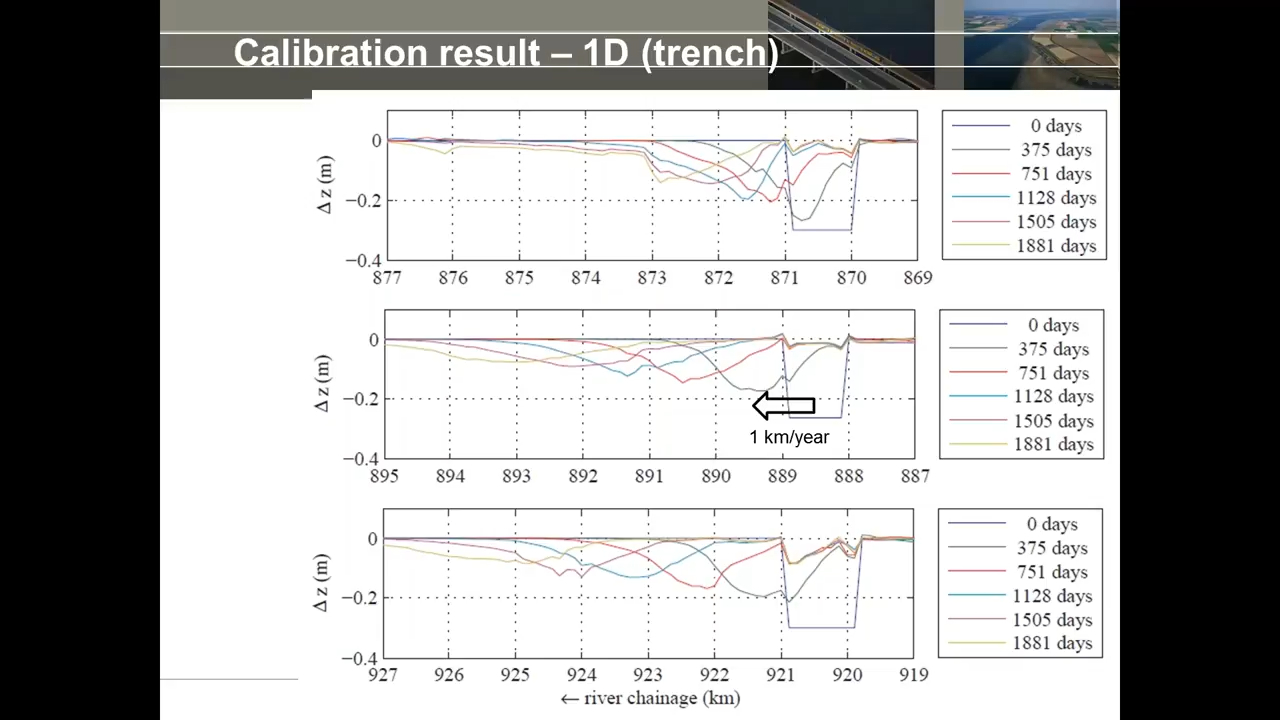 Calibration result – 1D (trench)
0
−0.2
−0.4
Δ z (m)
877 876 875 874 873 872 871 870 869
0 days
375 days
751 days
1128 days
1505 days
1881 days
0
−0.2
−0.4
Δ z (m)
1 km/year
895 894 893 892 891 890 889 888 887
0 days
375 days
751 days
1128 days
1505 days
1881 days
0
−0.2
−0.4
Δ z (m)
927 926 925 924 923 922 921 920 919
← river chainage (km)
0 days
375 days
751 days
1128 days
1505 days
1881 days